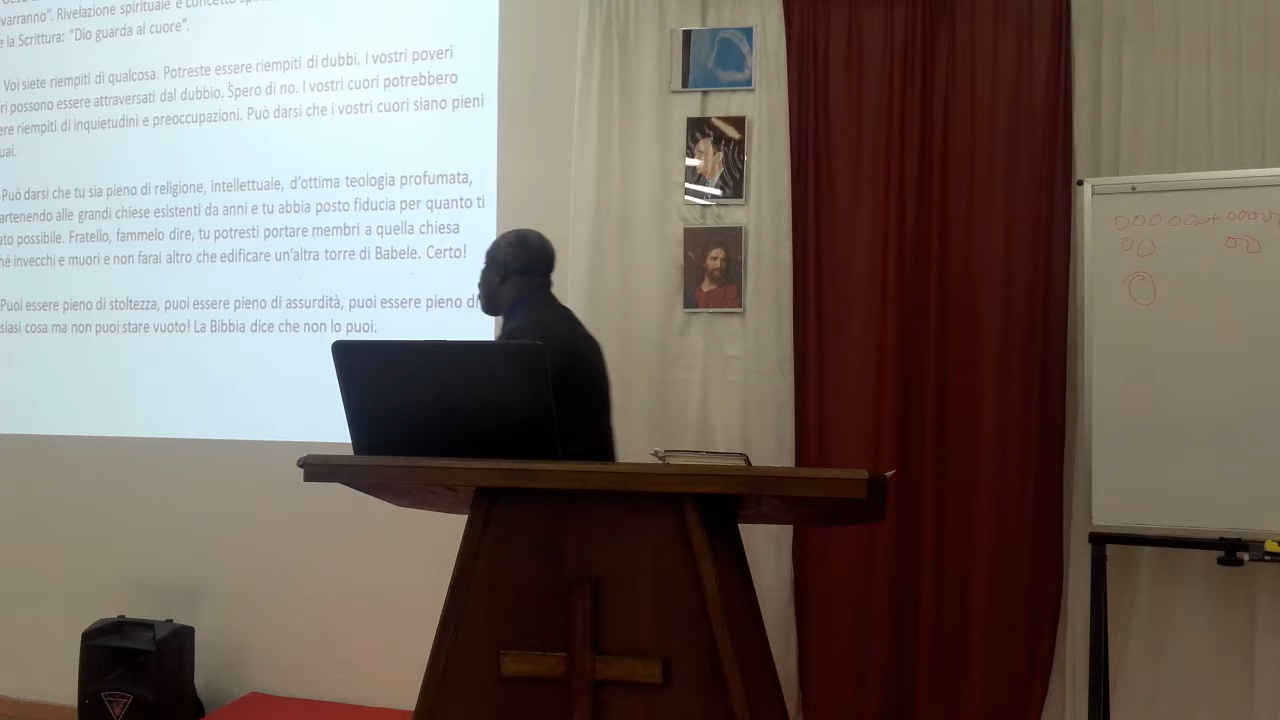 varranno". Rivelazione spirituale e concetto
e la Scrittura: "Dio guarda al cuore".
Voi siete riempiti di qualcosa. Potreste essere riempiti di dubbi. I vostri poveri
ri possono essere attraversati dal dubbio. Spero di no. I vostri cuori potrebbero
ere riempiti di inquietudini e preoccupazioni. Può darsi che i vostri cuori siano pieni
uai.
Può darsi che tu sia pieno di religione, intellettuale, d'ottima teologia profumata,
artenendo alle grandi chiese esistenti da anni e tu abbia posto fiducia per quanto ti
ato possibile. Fratello, fammelo dire, tu potresti portare membri a quella chiesa
hé invecchi e muori e non farai altro che edificare un'altra torre di Babele. Certo!
Puoi essere pieno di stoltezza, puoi essere pieno di assurdità, puoi essere pieno di
siasi cosa ma non puoi stare vuoto! La Bibbia dice che non lo puoi.